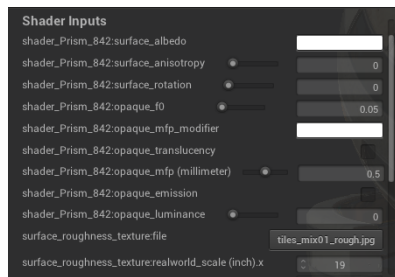 Shader Inputs
shader_Prism_842:surface_albedo
shader_Prism_842:surface_anisotropy 0
shader_Prism_842:surface_rotation 0
shader_Prism_842:opaque_f0 0.05
shader_Prism_842:opaque_mfp_modifier
shader_Prism_842:opaque_translucency
shader_Prism_842:opaque_mfp (millimeter) 0.5
shader_Prism_842:opaque_emission
shader_Prism_842:opaque_luminance 0
surface_roughness_texture:file tiles_mix01_rough.jpg
surface_roughness_texture:realworld_scale (inch).x 19